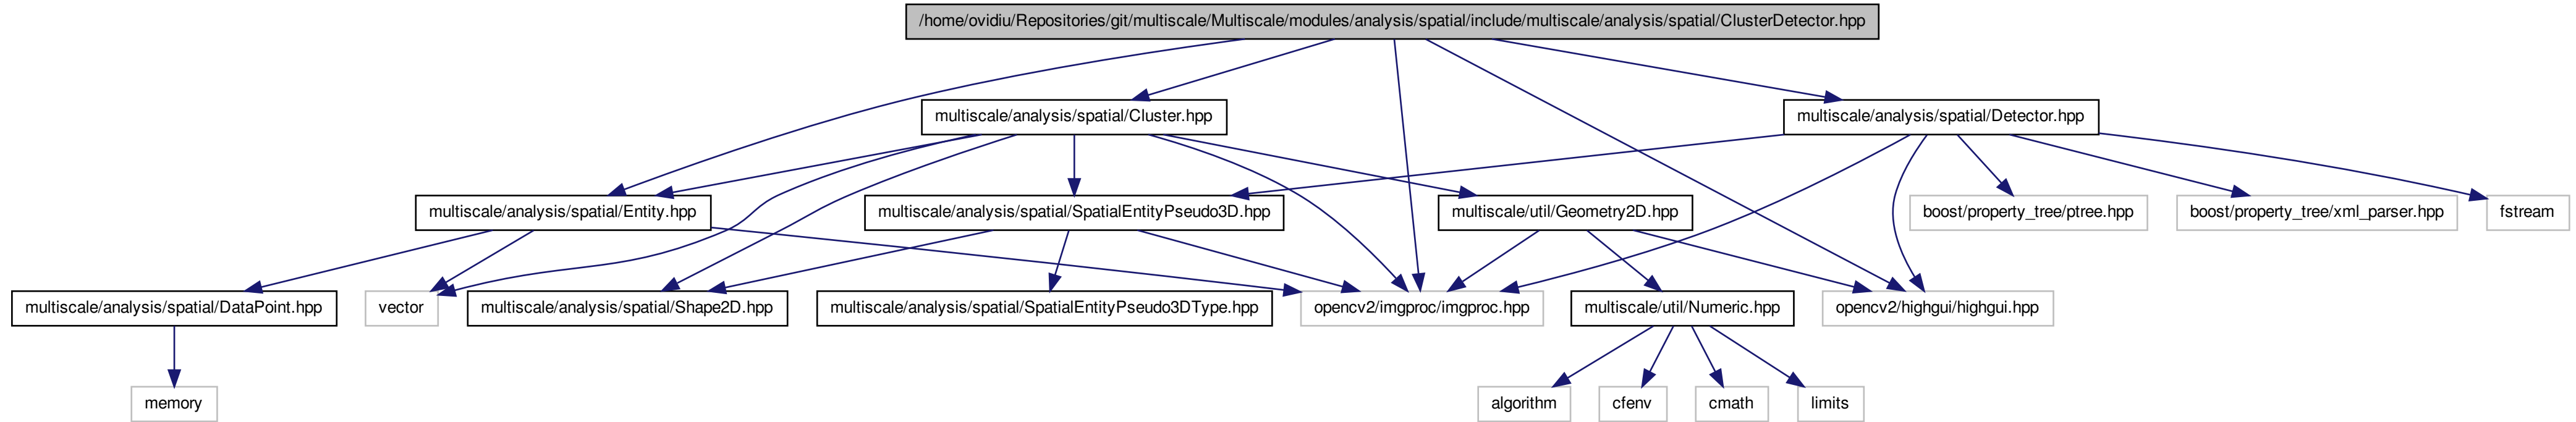 /home/ovidiu/Repositories/git/multiscale/Multiscale/modules/analysis/spatial/include/multiscale/analysis/spatial/ClusterDetector.hpp
multiscale/analysis/spatial/Cluster.hpp
multiscale/analysis/spatial/Detector.hpp
multiscale/analysis/spatial/Entity.hpp
multiscale/analysis/spatial/SpatialEntityPseudo3D.hpp
multiscale/util/Geometry2D.hpp
boost/property_tree/ptree.hpp
boost/property_tree/xml_parser.hpp
fstream
multiscale/analysis/spatial/DataPoint.hpp
vector
multiscale/analysis/spatial/Shape2D.hpp
multiscale/analysis/spatial/SpatialEntityPseudo3DType.hpp
opencv2/imgproc/imgproc.hpp
multiscale/util/Numeric.hpp
opencv2/highgui/highgui.hpp
memory
algorithm
cfenv
cmath
limits